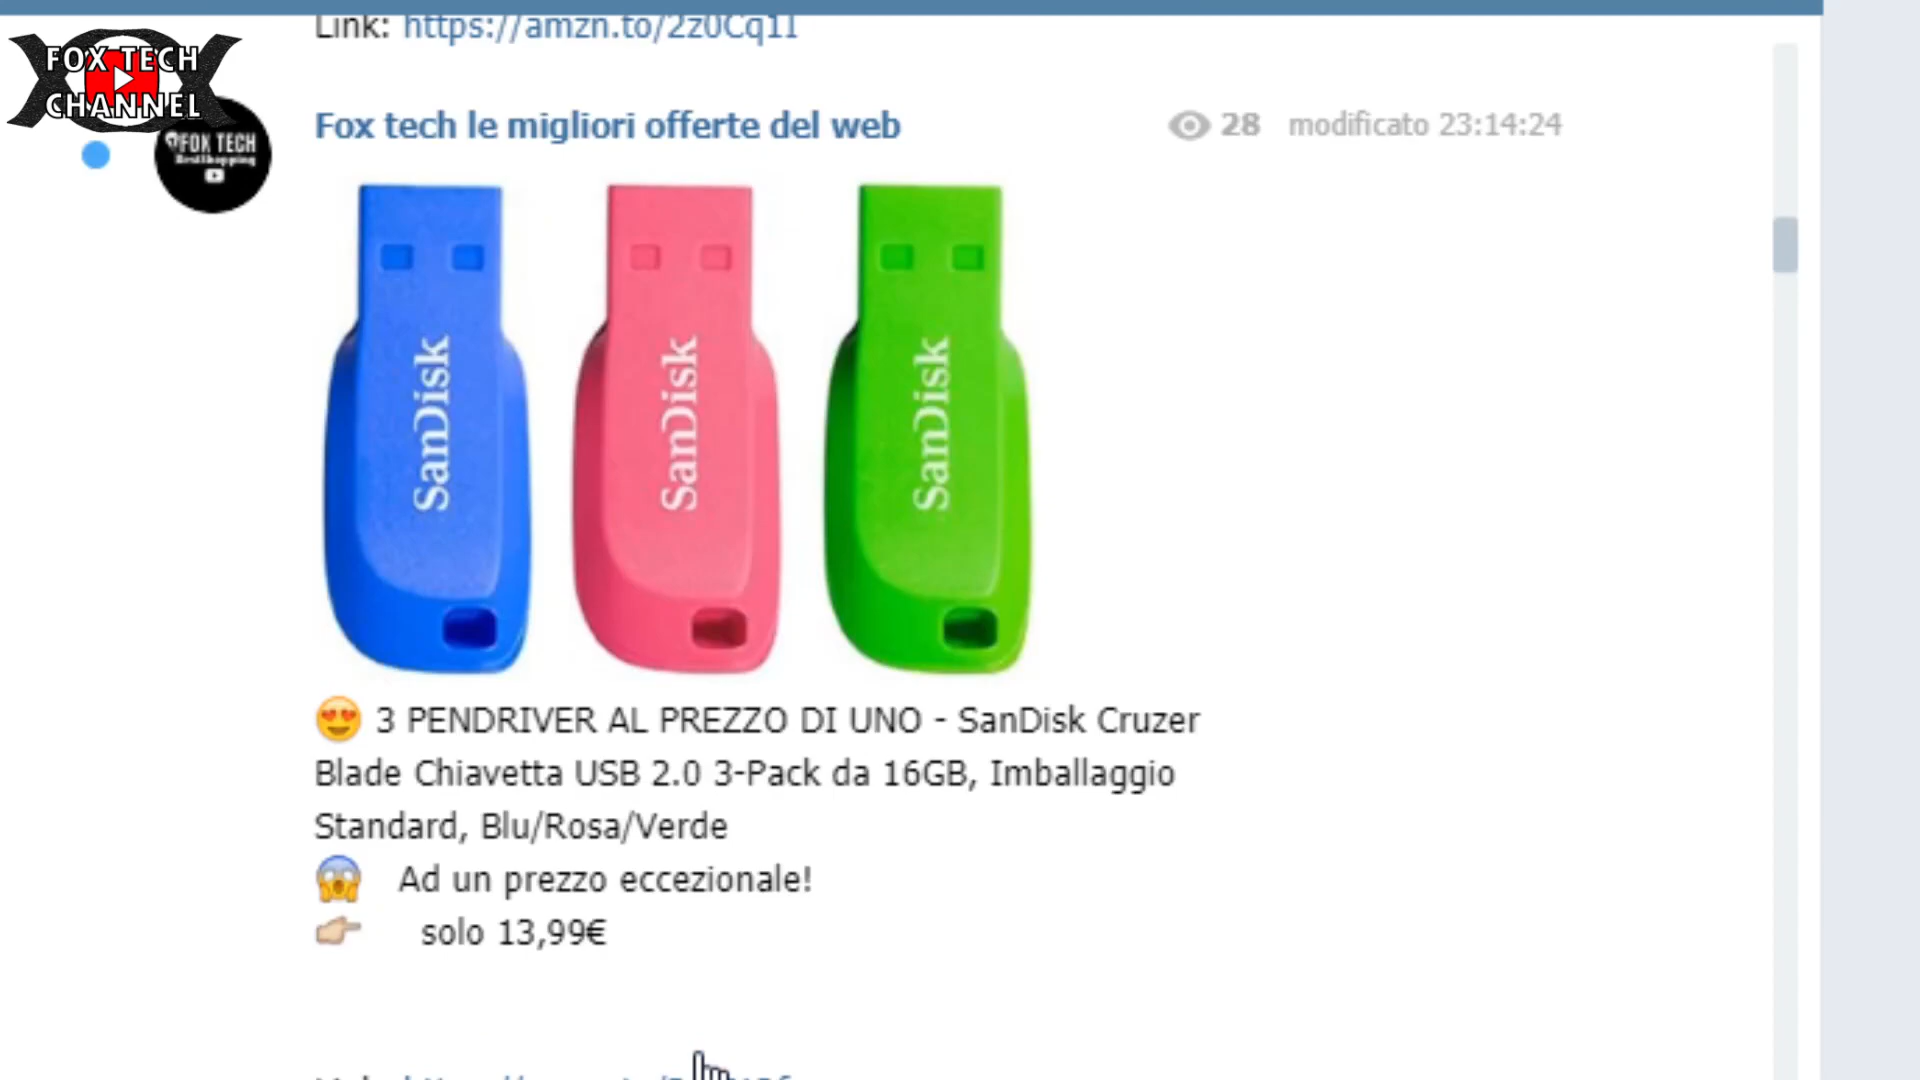 Link: https://amzn.to/2z0Cq1I
FOX TECH
CHANNEL
FOX TECH
BestShopping
Fox tech le migliori offerte del web
28 modificato 23:14:24
SanDisk
SanDisk
SanDisk
3 PENDRIVER AL PREZZO DI UNO - SanDisk Cruzer
Blade Chiavetta USB 2.0 3-Pack da 16GB, Imballaggio
Standard, Blu/Rosa/Verde
Ad un prezzo eccezionale!
solo 13,99€